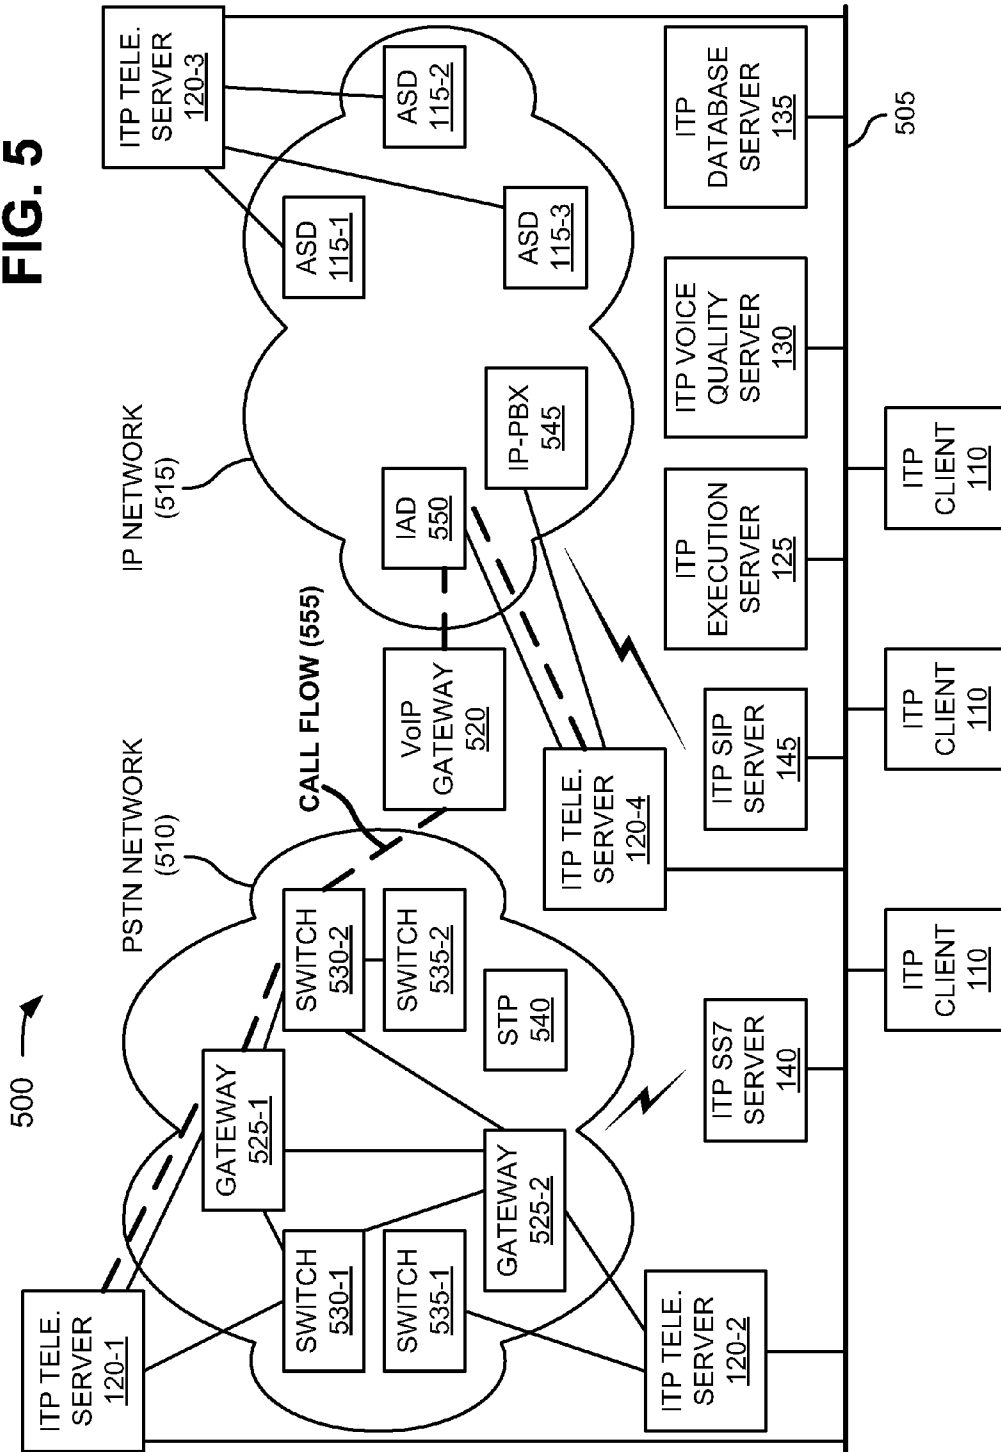 FIG. 5
500
PSTN NETWORK
(510)
IP NETWORK
(515)
CALL FLOW (555)
ITP TELE.
SERVER
120-1
GATEWAY
525-1
SWITCH
530-1
SWITCH
530-2
SWITCH
535-1
SWITCH
535-2
GATEWAY
525-2
STP
540
ITP TELE.
SERVER
120-2
VoIP
GATEWAY
520
IAD
550
IP-PBX
545
ASD
115-1
ASD
115-2
ASD
115-3
ITP TELE.
SERVER
120-3
ITP TELE.
SERVER
120-4
ITP SS7
SERVER
140
ITP SIP
SERVER
145
ITP
EXECUTION
SERVER
125
ITP VOICE
QUALITY
SERVER
130
ITP
DATABASE
SERVER
135
505
ITP
CLIENT
110
ITP
CLIENT
110
ITP
CLIENT
110